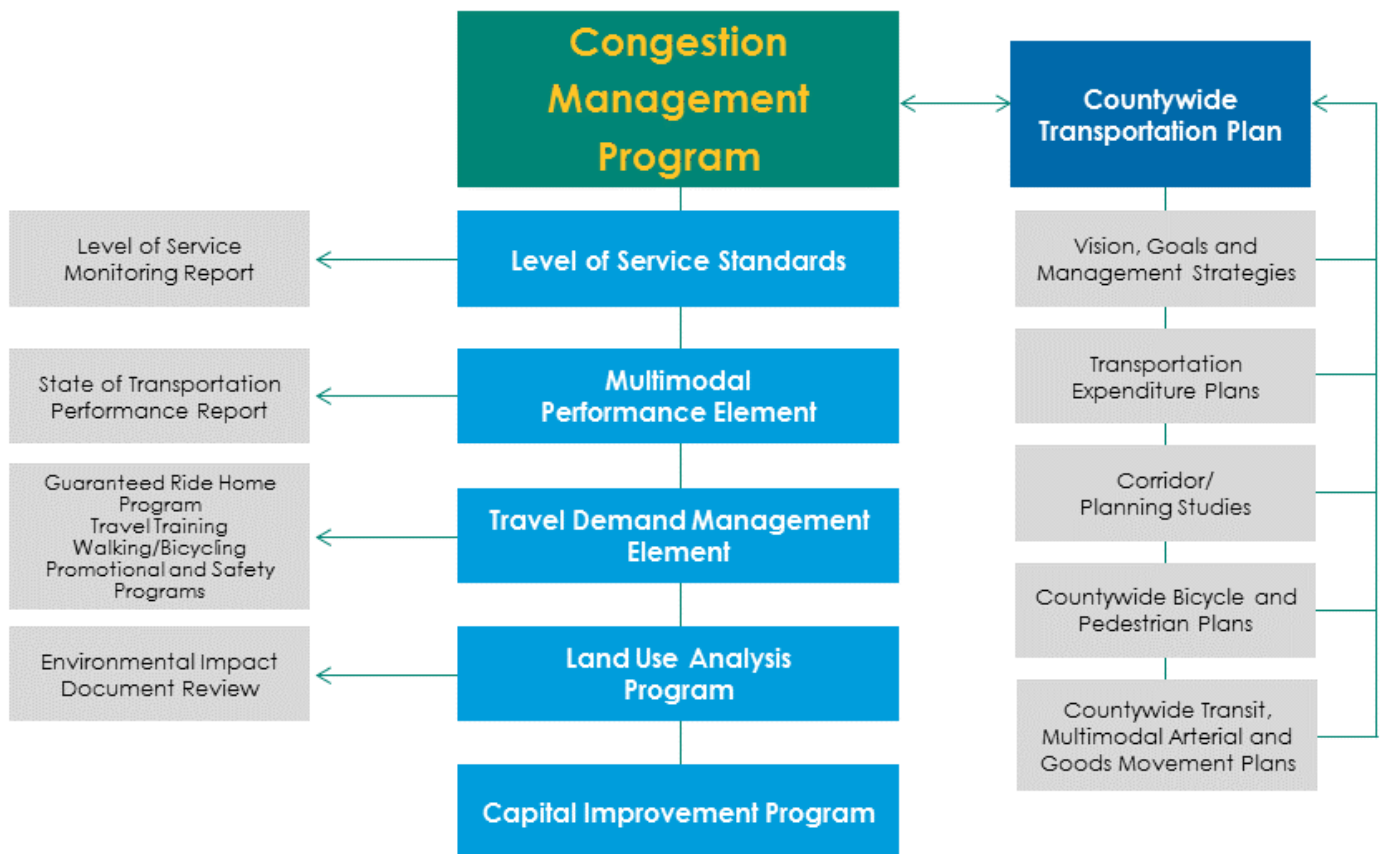 Congestion
Management
Program
Countywide
Transportation Plan
Level of Service
Monitoring Report
Level of Service Standards
Vision, Goals and
Management Strategies
State of Transportation
Performance Report
Multimodal
Performance Element
Transportation
Expenditure Plans
Guaranteed Ride Home
Program
Travel Training
Walking/Bicycling
Promotional and Safety
Programs
Travel Demand Management
Element
Corridor/
Planning Studies
Environmental Impact
Document Review
Land Use Analysis
Program
Countywide Bicycle and
Pedestrian Plans
Capital Improvement Program
Countywide Transit,
Multimodal Arterial and
Goods Movement Plans